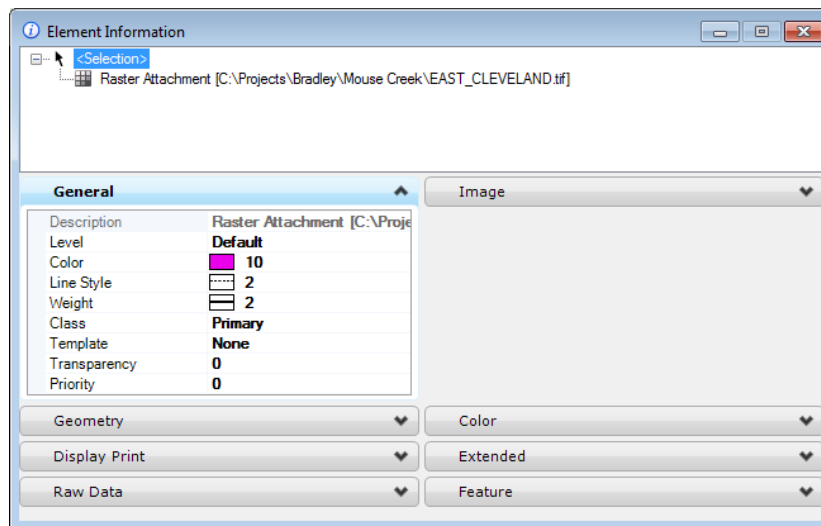 Element Information
<Selection>
Raster Attachment [C:\Projects\Bradley\Mouse Creek\EAST_CLEVELAND.tif]
General
Image
Description Raster Attachment [C:\Proje
Level Default
Color 10
Line Style 2
Weight 2
Class Primary
Template None
Transparency 0
Priority 0
Geometry
Color
Display Print
Extended
Raw Data
Feature